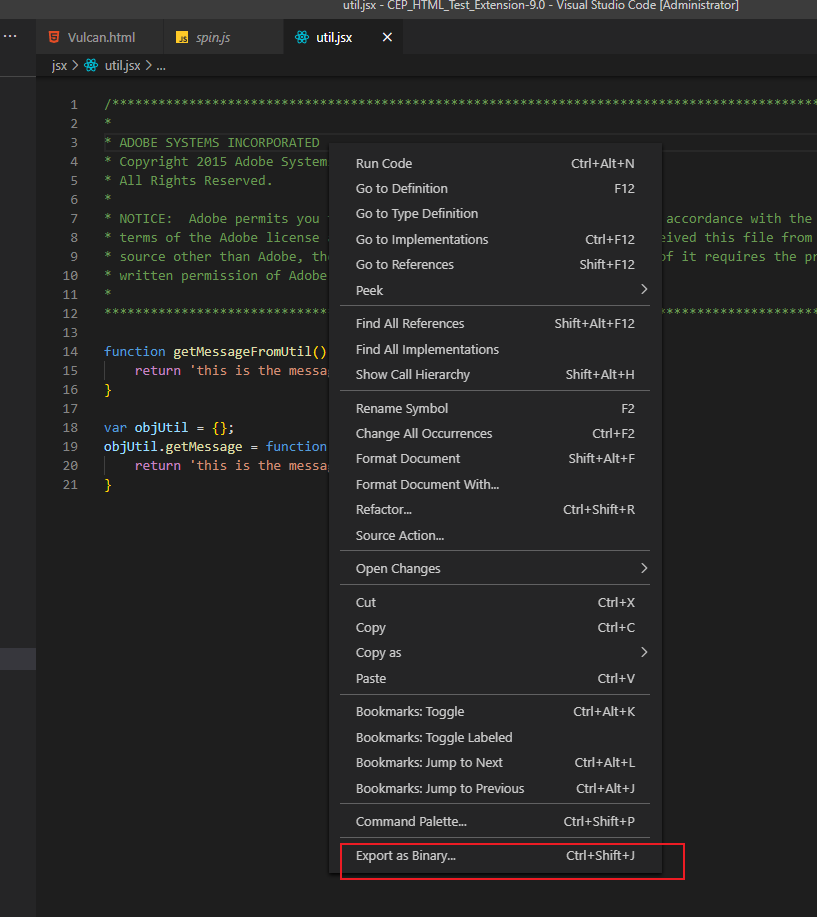 util.jsx - CEP_HTML_Test_Extension-9.0 - Visual Studio Code [Administrator]
... Vulcan.html JS spin.js util.jsx ×
jsx > util.jsx > ...
1 /********************************************************************************************
2 *
3 * ADOBE SYSTEMS INCORPORATED
4 * Copyright 2015 Adobe System
5 * All Rights Reserved.
6 *
7 * NOTICE:  Adobe permits you accordance with the
8 * terms of the Adobe license this file from
9 * source other than Adobe, of it requires the
10 * written permission of Adobe
11 *
12 ********************************************************************************************
13
14 function getMessageFromUtil()
15 return 'this is the
16 }
17
18 var objUtil = {};
19 objUtil.getMessage = function
20 return 'this is the
21 }
Run Code Ctrl+Alt+N
Go to Definition F12
Go to Type Definition
Go to Implementations Ctrl+F12
Go to References Shift+F12
Peek >
Find All References Shift+Alt+F12
Find All Implementations
Show Call Hierarchy Shift+Alt+H
Rename Symbol F2
Change All Occurrences Ctrl+F2
Format Document Shift+Alt+F
Format Document With...
Refactor... Ctrl+Shift+R
Source Action...
Open Changes >
Cut Ctrl+X
Copy Ctrl+C
Copy as >
Paste Ctrl+V
Bookmarks: Toggle Ctrl+Alt+K
Bookmarks: Toggle Labeled
Bookmarks: Jump to Next Ctrl+Alt+L
Bookmarks: Jump to Previous Ctrl+Alt+J
Command Palette... Ctrl+Shift+P
Export as Binary... Ctrl+Shift+J